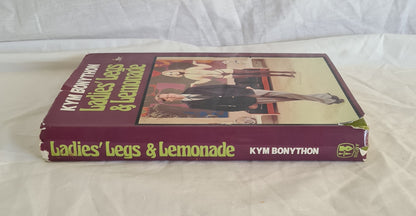 KYM BONYTHON
Ladies' Legs
& Lemonade
Ladies' Legs & Lemonade KYM BONYTHON